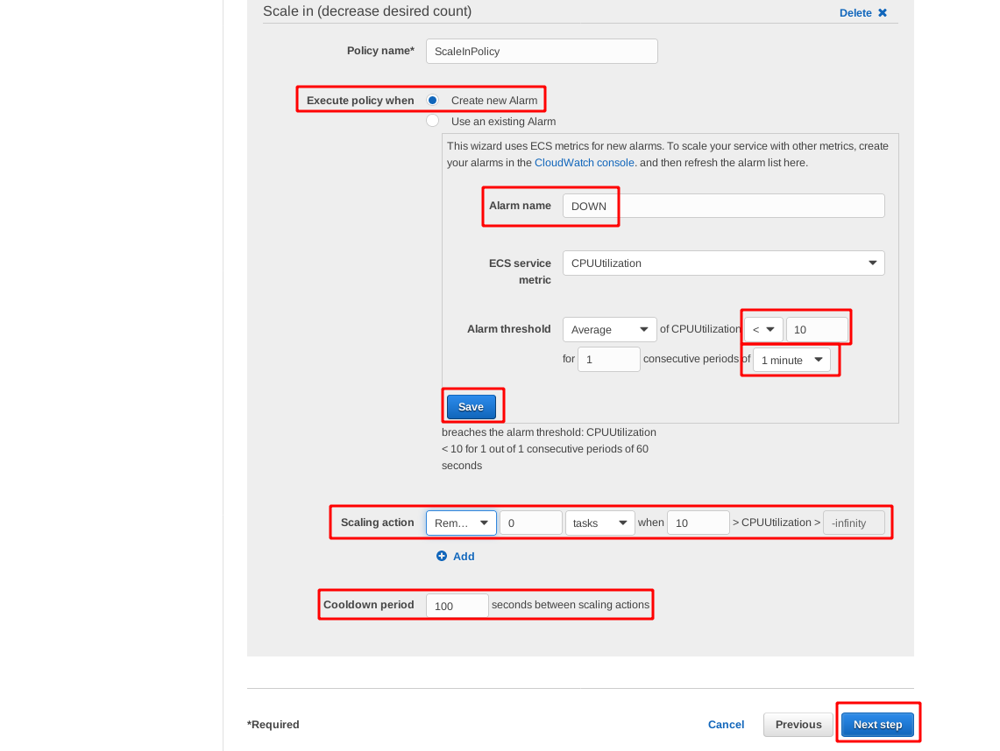 Scale in (decrease desired count)
Delete ✖
Policy name* ScaleInPolicy
Execute policy when Create new Alarm
Use an existing Alarm
This wizard uses ECS metrics for new alarms. To scale your service with other metrics, create
your alarms in the CloudWatch console. and then refresh the alarm list here.
Alarm name DOWN
ECS service CPUUtilization
metric
Alarm threshold Average of CPUUtilization < 10
for 1 consecutive periods of 1 minute
Save
breaches the alarm threshold: CPUUtilization
< 10 for 1 out of 1 consecutive periods of 60
seconds
Scaling action Rem... 0 tasks when 10 > CPUUtilization > -infinity
Add
Cooldown period 100 seconds between scaling actions
*Required Cancel Previous Next step